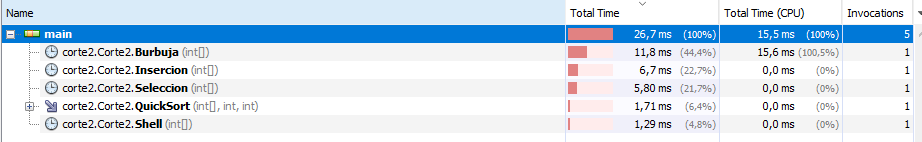 Name Total Time Total Time (CPU) Invocations
main 26,7 ms (100%) 15,5 ms (100%) 5
corte2.Corte2.Burbuja (int[]) 11,8 ms (44,4%) 15,6 ms (100,5%) 1
corte2.Corte2.Insercion (int[]) 6,7 ms (22,7%) 0,0 ms (0%) 1
corte2.Corte2.Seleccion (int[]) 5,80 ms (21,7%) 0,0 ms (0%) 1
corte2.Corte2.QuickSort (int[], int, int) 1,71 ms (6,4%) 0,0 ms (0%) 1
corte2.Corte2.Shell (int[]) 1,29 ms (4,8%) 0,0 ms (0%) 1